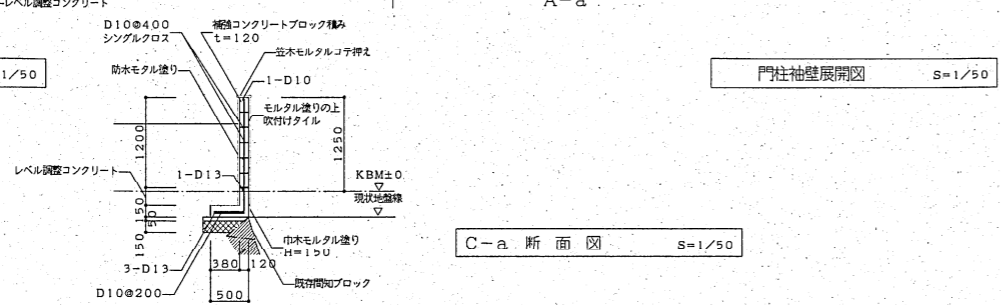 レベル調整コンクリート
A-a
D10@400
シングルクロス
補強コンクリートブロック積み
t=120
笠木モルタルコテ押え
防水モタル塗り
1-D10
1/50
門柱袖壁展開図 S=1/50
モルタル塗りの上
吹付けタイル
1200
1250
レベル調整コンクリート
1-D13
KBM±0
現状地盤線
150
50
150
巾木モルタル塗り
H=150
C-a 断面図 S=1/50
3-D13
380
120
既存間知ブロック
D10@200
500